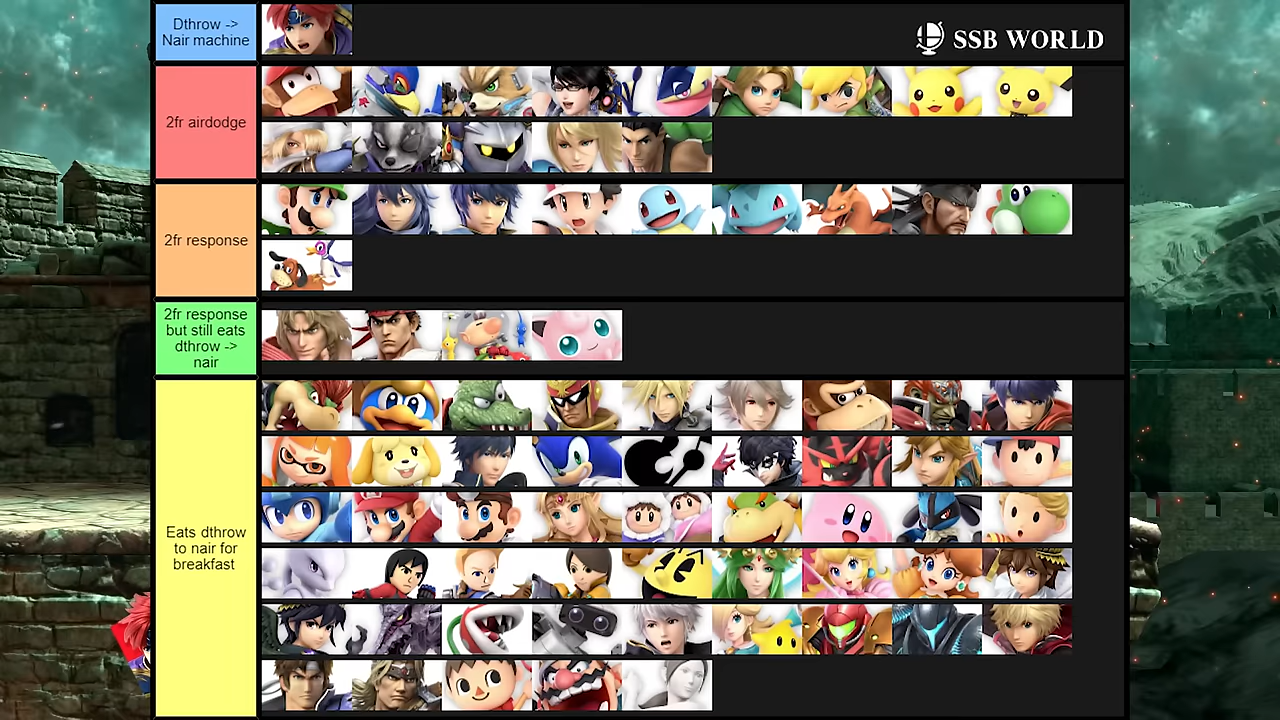 Dthrow ->
Nair machine
SSB WORLD
2fr airdodge
2fr response
2fr response
but still eats
dthrow ->
nair
Eats dthrow
to nair for
breakfast